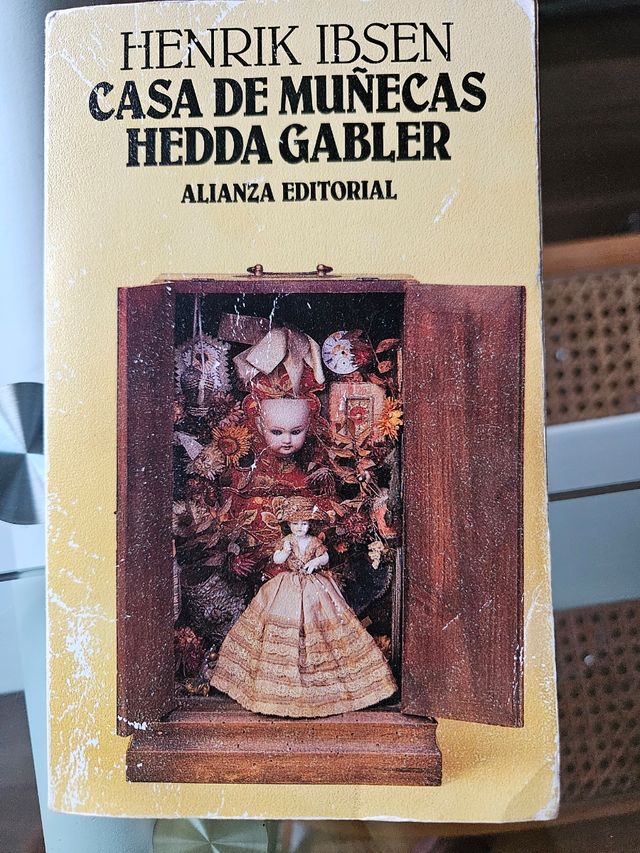 HENRIK IBSEN
CASA DE MUÑECAS
HEDDA GABLER
ALIANZA EDITORIAL